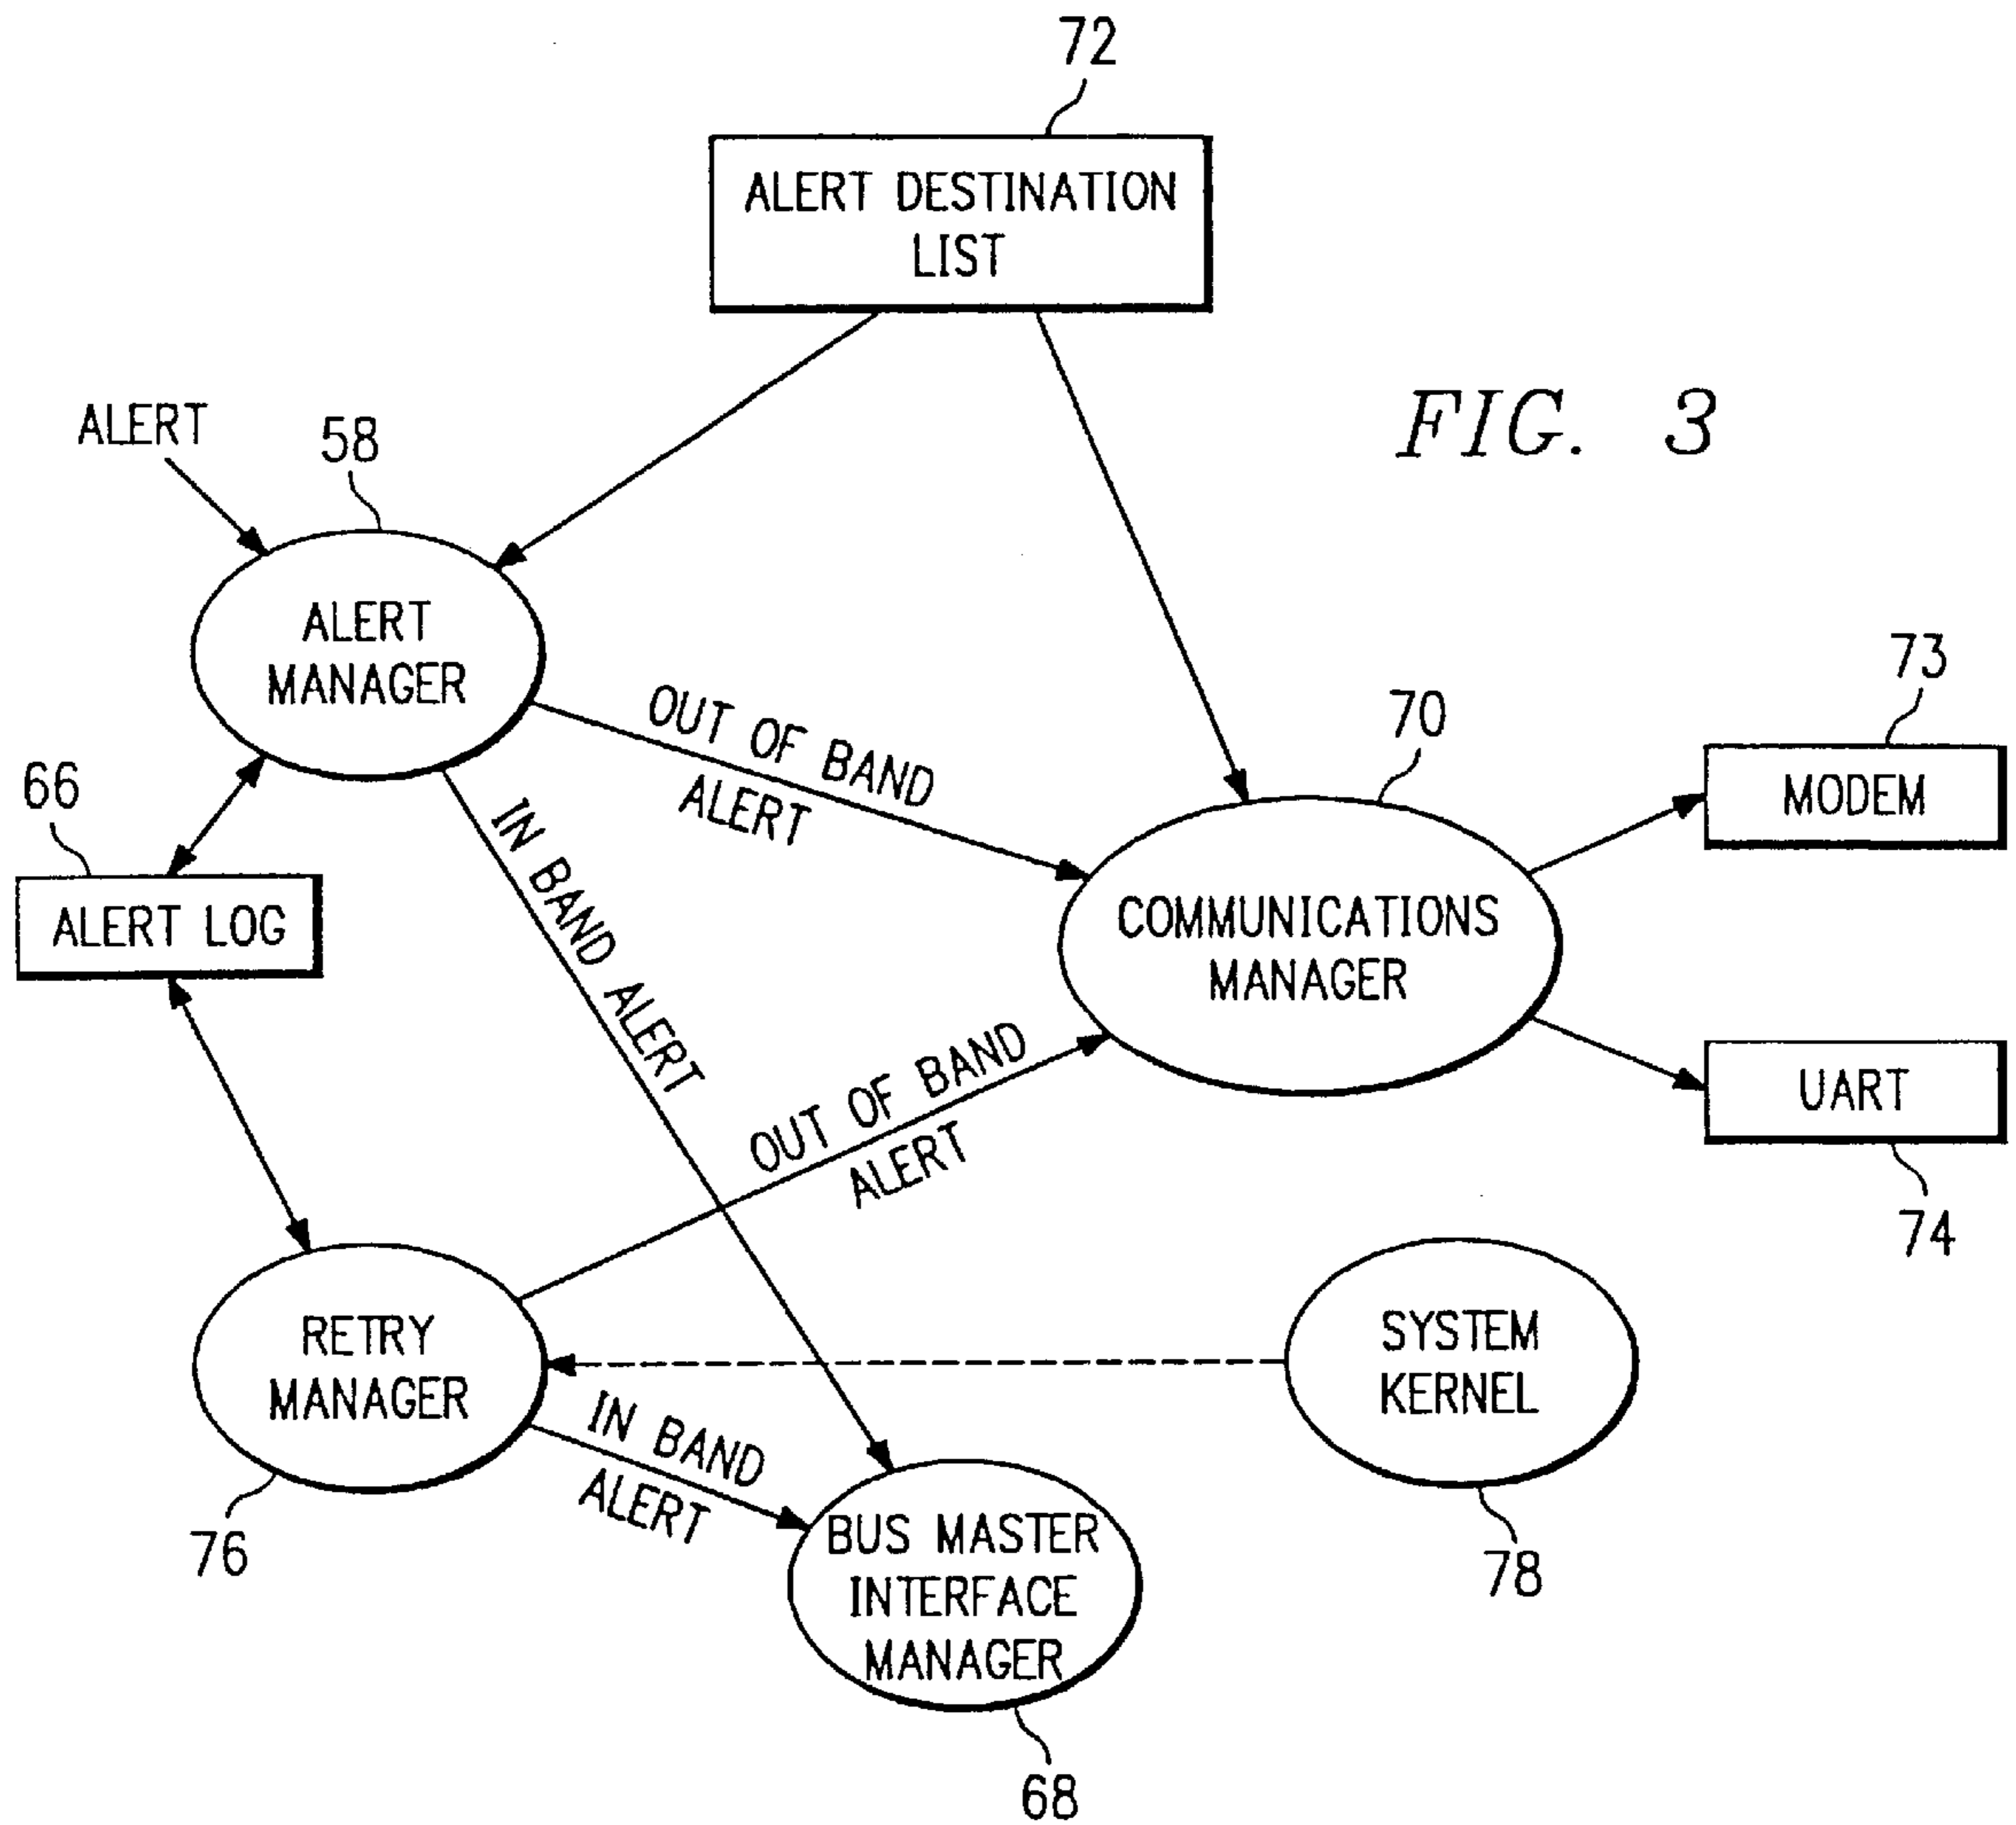 72
ALERT DESTINATION
LIST
FIG. 3
ALERT
58
ALERT
MANAGER
OUT OF BAND
ALERT
73
70
MODEM
66
IN BAND ALERT
ALERT LOG
COMMUNICATIONS
MANAGER
OUT OF BAND
ALERT
UART
74
RETRY
MANAGER
SYSTEM
KERNEL
IN BAND
ALERT
76
BUS MASTER
INTERFACE
MANAGER
78
68